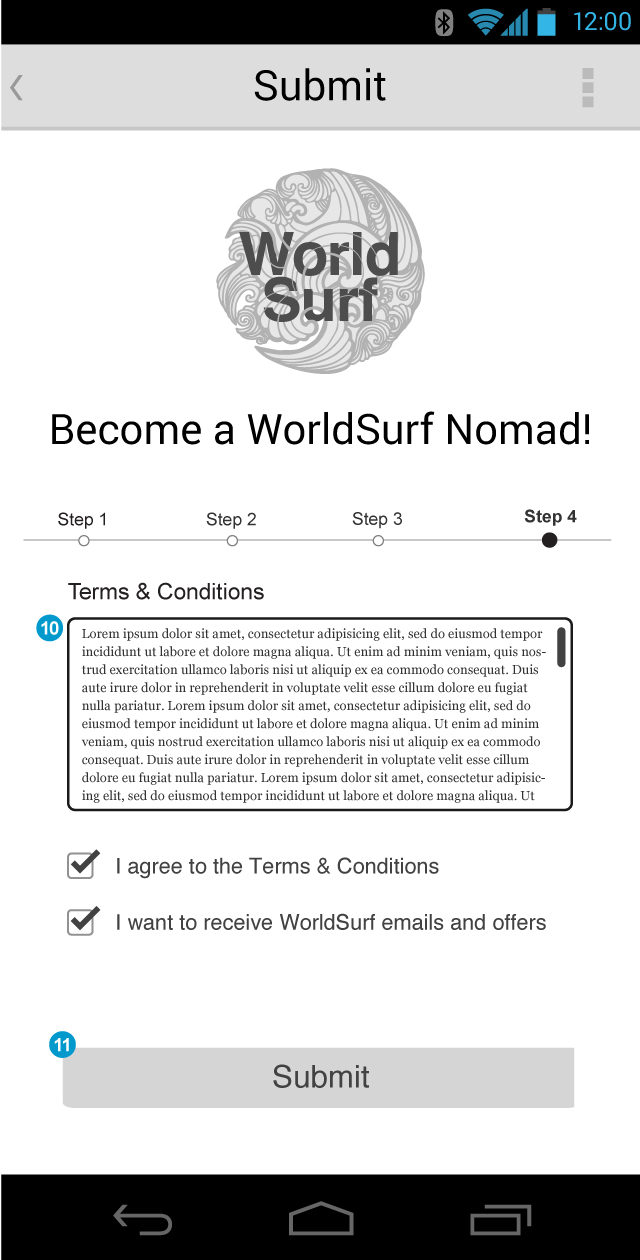 12:00
Submit
World
Surf
Become a WorldSurf Nomad!
Step 1 Step 2 Step 3 Step 4
Terms & Conditions
10
Lorem ipsum dolor sit amet, consectetur adipisicing elit, sed do eiusmod tempor
incididunt ut labore et dolore magna aliqua. Ut enim ad minim veniam, quis nos-
trud exercitation ullamco laboris nisi ut aliquip ex ea commodo consequat. Duis
aute irure dolor in reprehenderit in voluptate velit esse cillum dolore eu fugiat
nulla pariatur. Lorem ipsum dolor sit amet, consectetur adipisicing elit, sed do
eiusmod tempor incididunt ut labore et dolore magna aliqua. Ut enim ad minim
veniam, quis nostrud exercitation ullamco laboris nisi ut aliquip ex ea commodo
consequat. Duis aute irure dolor in reprehenderit in voluptate velit esse cillum
dolore eu fugiat nulla pariatur. Lorem ipsum dolor sit amet, consectetur adipisic-
ing elit, sed do eiusmod tempor incididunt ut labore et dolore magna aliqua. Ut
I agree to the Terms & Conditions
I want to receive WorldSurf emails and offers
11
Submit